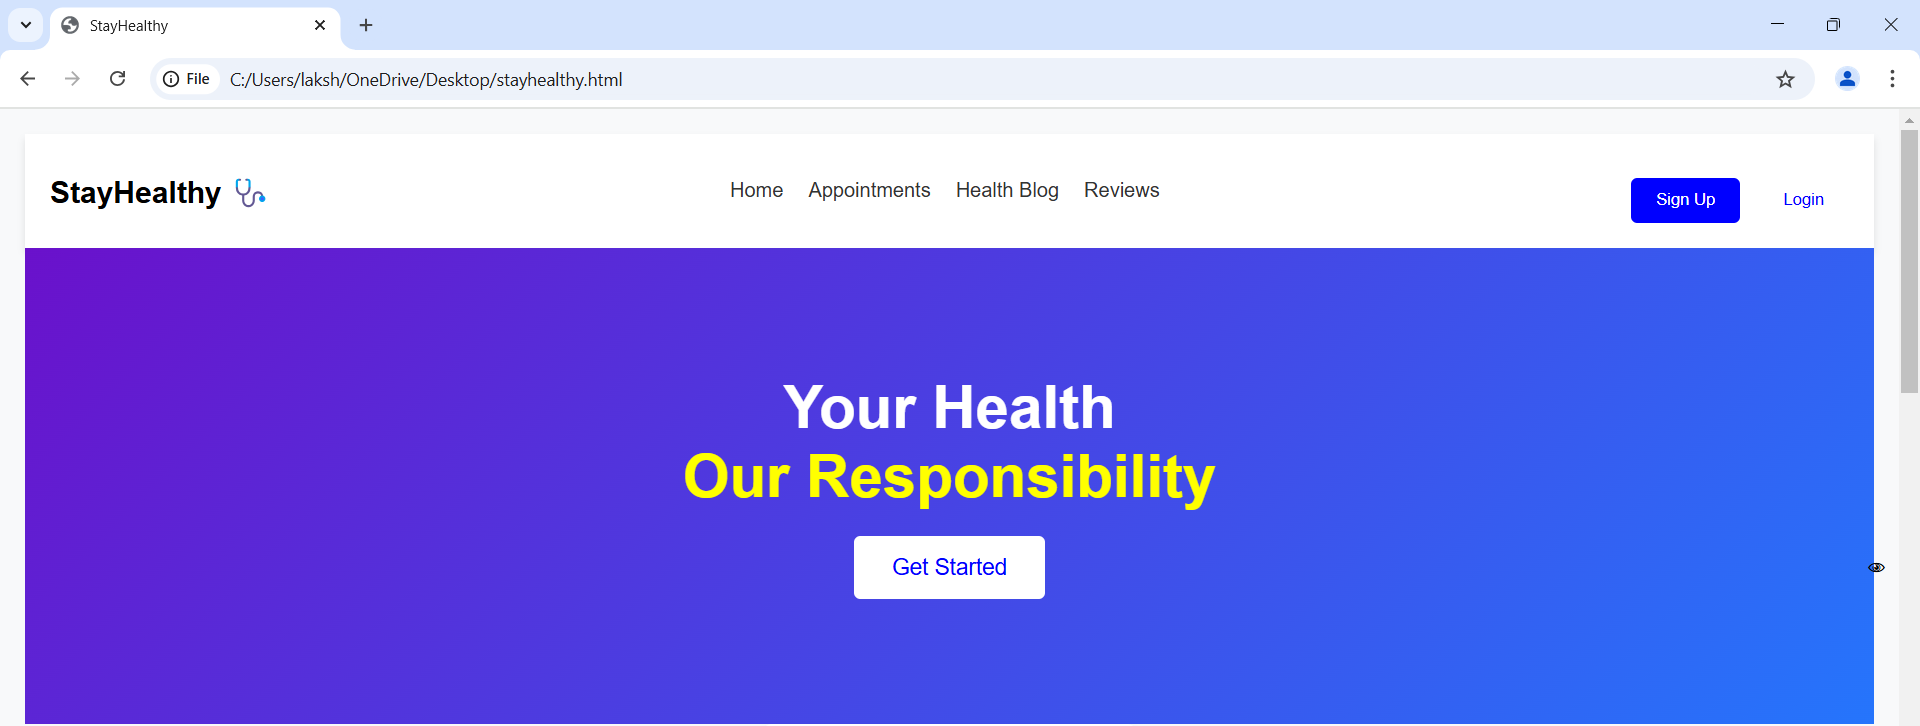 StayHealthy
File C:/Users/laksh/OneDrive/Desktop/stayhealthy.html
StayHealthy
Home Appointments Health Blog Reviews
Sign Up Login
Your Health
Our Responsibility
Get Started